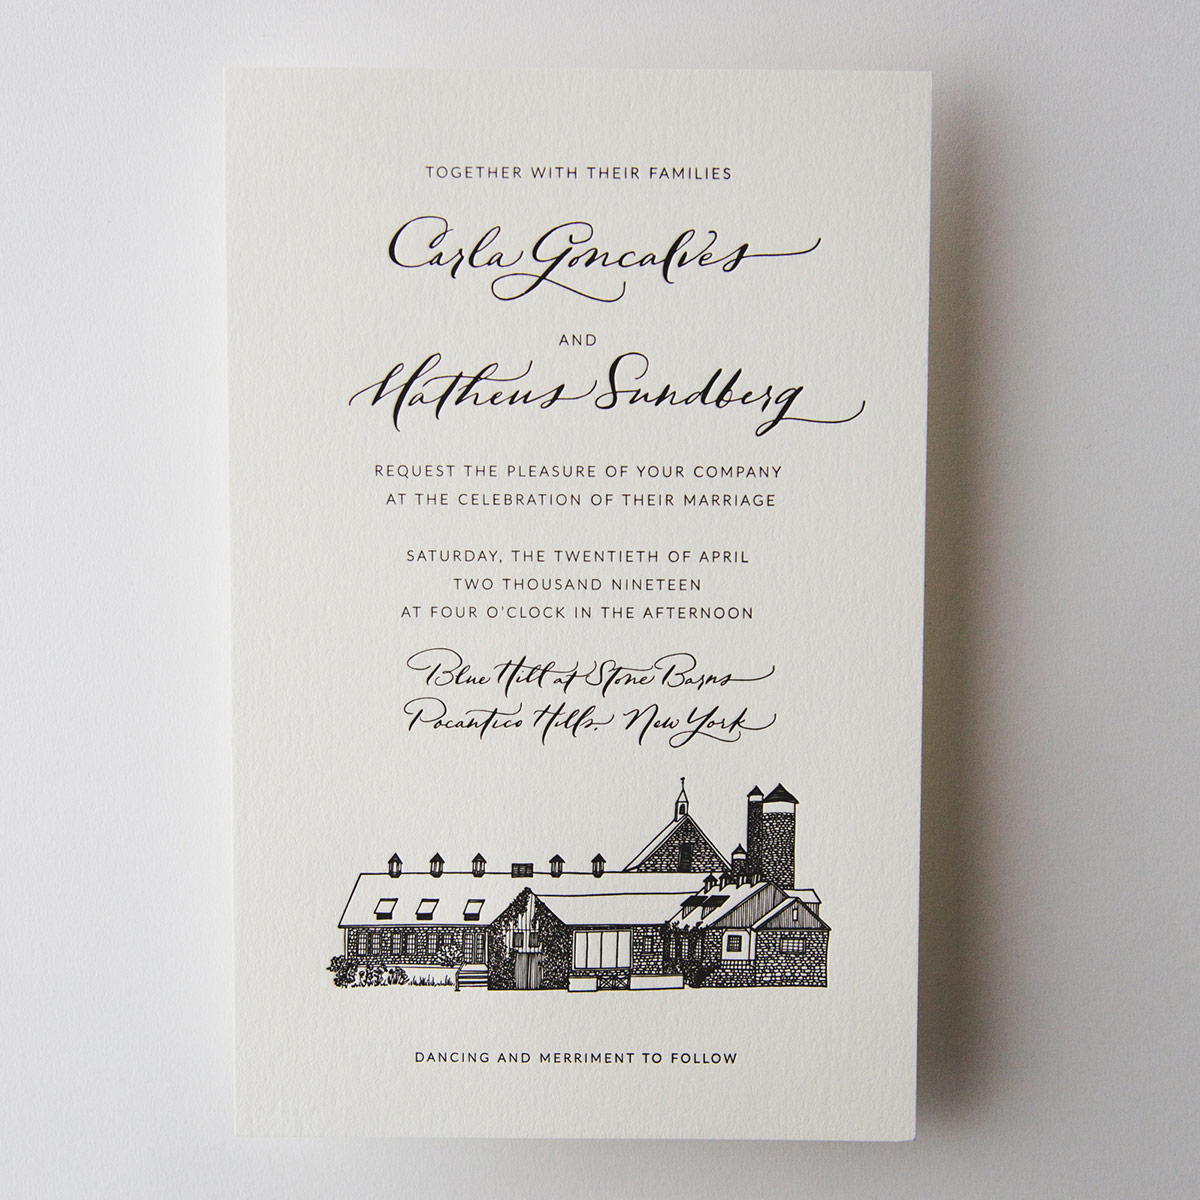 TOGETHER WITH THEIR FAMILIES
Carla Goncalves
AND
Matheus Sundberg
REQUEST THE PLEASURE OF YOUR COMPANY
AT THE CELEBRATION OF THEIR MARRIAGE
SATURDAY, THE TWENTIETH OF APRIL
TWO THOUSAND NINETEEN
AT FOUR O'CLOCK IN THE AFTERNOON
Blue Hill at Stone Barns
Pocantico Hills, New York
DANCING AND MERRIMENT TO FOLLOW